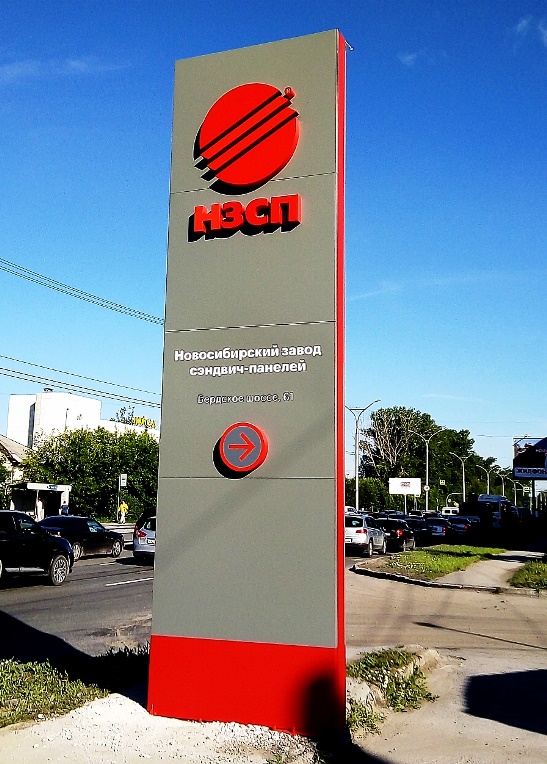 НЗСП
Новосибирский завод
сэндвич-панелей
Бердское шоссе, 61